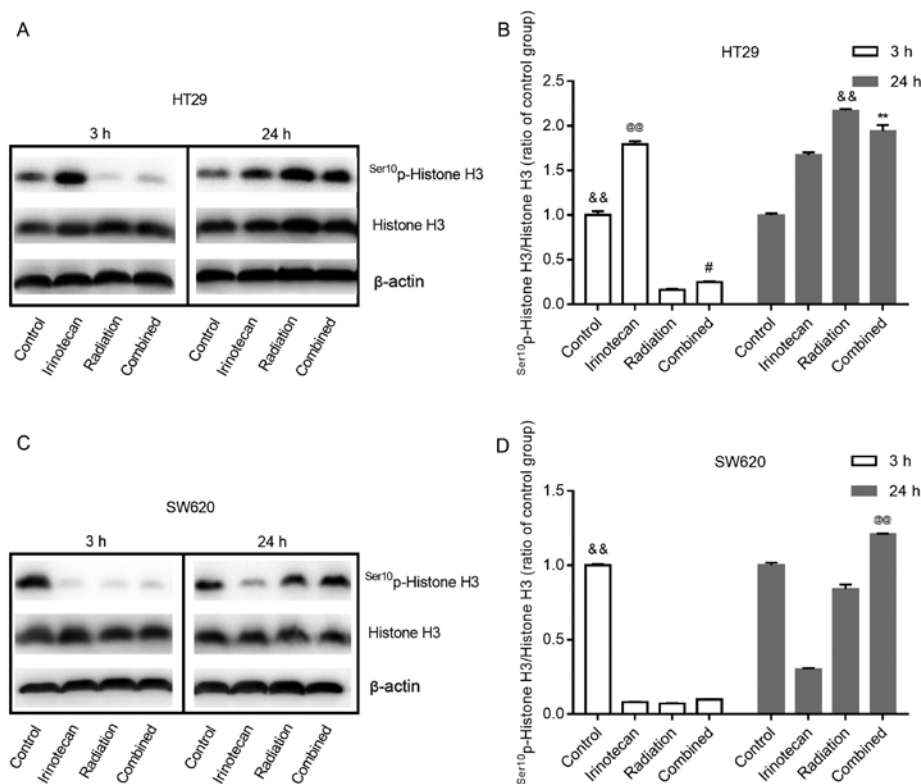 A
HT29
3 h 24 h
Ser10p-Histone H3
Histone H3
β-actin
Control Irinotecan Radiation Combined Control Irinotecan Radiation Combined
B
HT29
3 h
24 h
Ser10p-Histone H3/Histone H3 (ratio of control group)
2.5
2.0
1.5
1.0
0.5
0.0
&& @@ # && **
Control Irinotecan Radiation Combined Control Irinotecan Radiation Combined
C
SW620
3 h 24 h
Ser10p-Histone H3
Histone H3
β-actin
Control Irinotecan Radiation Combined Control Irinotecan Radiation Combined
D
SW620
3 h
24 h
Ser10p-Histone H3/Histone H3 (ratio of control group)
1.5
1.0
0.5
0.0
&& @@
Control Irinotecan Radiation Combined Control Irinotecan Radiation Combined